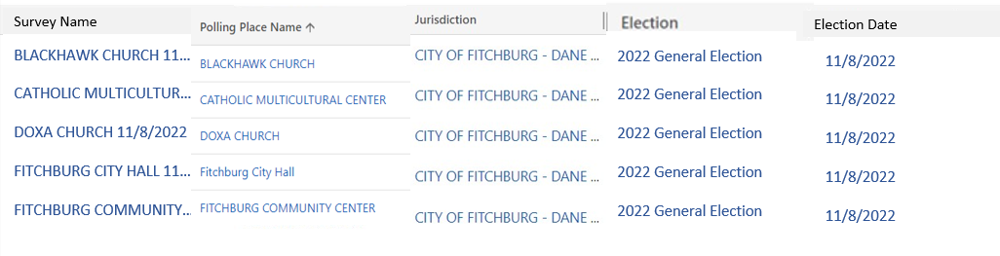 Survey Name Polling Place Name ↑ Jurisdiction Election Election Date
BLACKHAWK CHURCH 11... BLACKHAWK CHURCH CITY OF FITCHBURG - DANE ... 2022 General Election 11/8/2022
CATHOLIC MULTICULTUR... CATHOLIC MULTICULTURAL CENTER CITY OF FITCHBURG - DANE ... 2022 General Election 11/8/2022
DOXA CHURCH 11/8/2022 DOXA CHURCH CITY OF FITCHBURG - DANE ... 2022 General Election 11/8/2022
FITCHBURG CITY HALL 11... Fitchburg City Hall CITY OF FITCHBURG - DANE ... 2022 General Election 11/8/2022
FITCHBURG COMMUNITY... FITCHBURG COMMUNITY CENTER CITY OF FITCHBURG - DANE ... 2022 General Election 11/8/2022